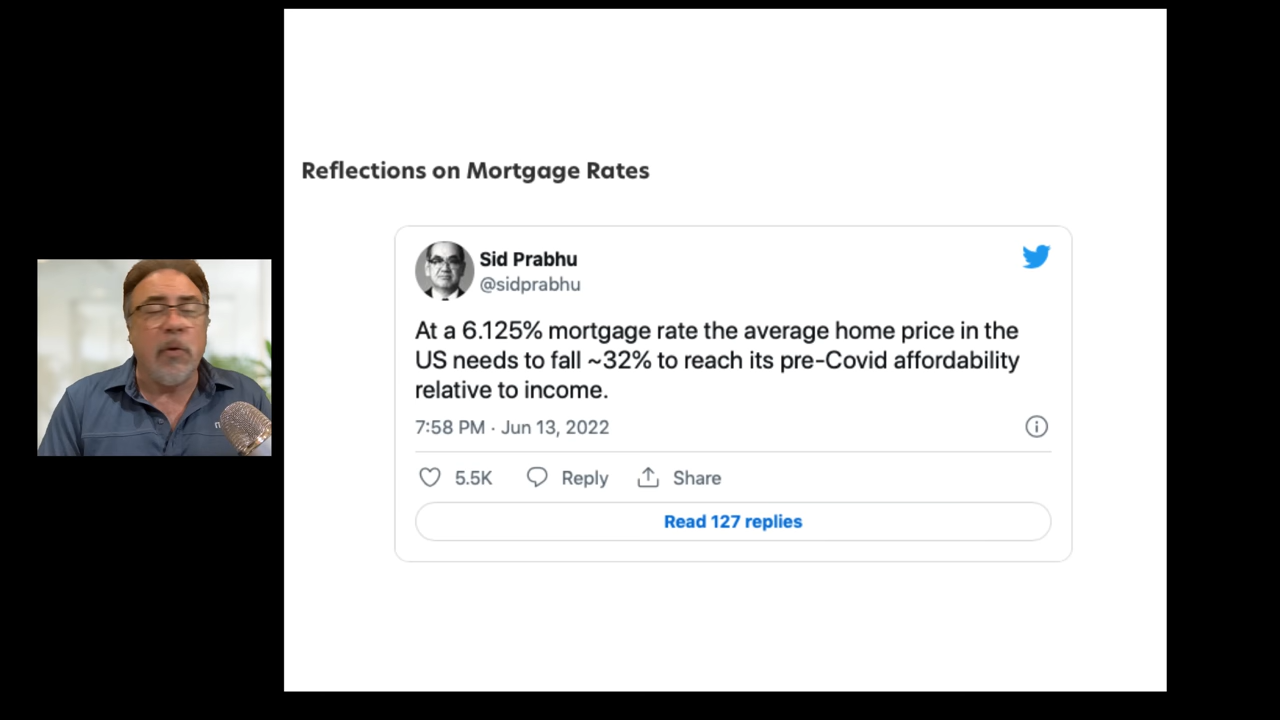 Reflections on Mortgage Rates
Sid Prabhu
@sidprabhu
At a 6.125% mortgage rate the average home price in the
US needs to fall ~32% to reach its pre-Covid affordability
relative to income.
7:58 PM · Jun 13, 2022
5.5K Reply Share
Read 127 replies